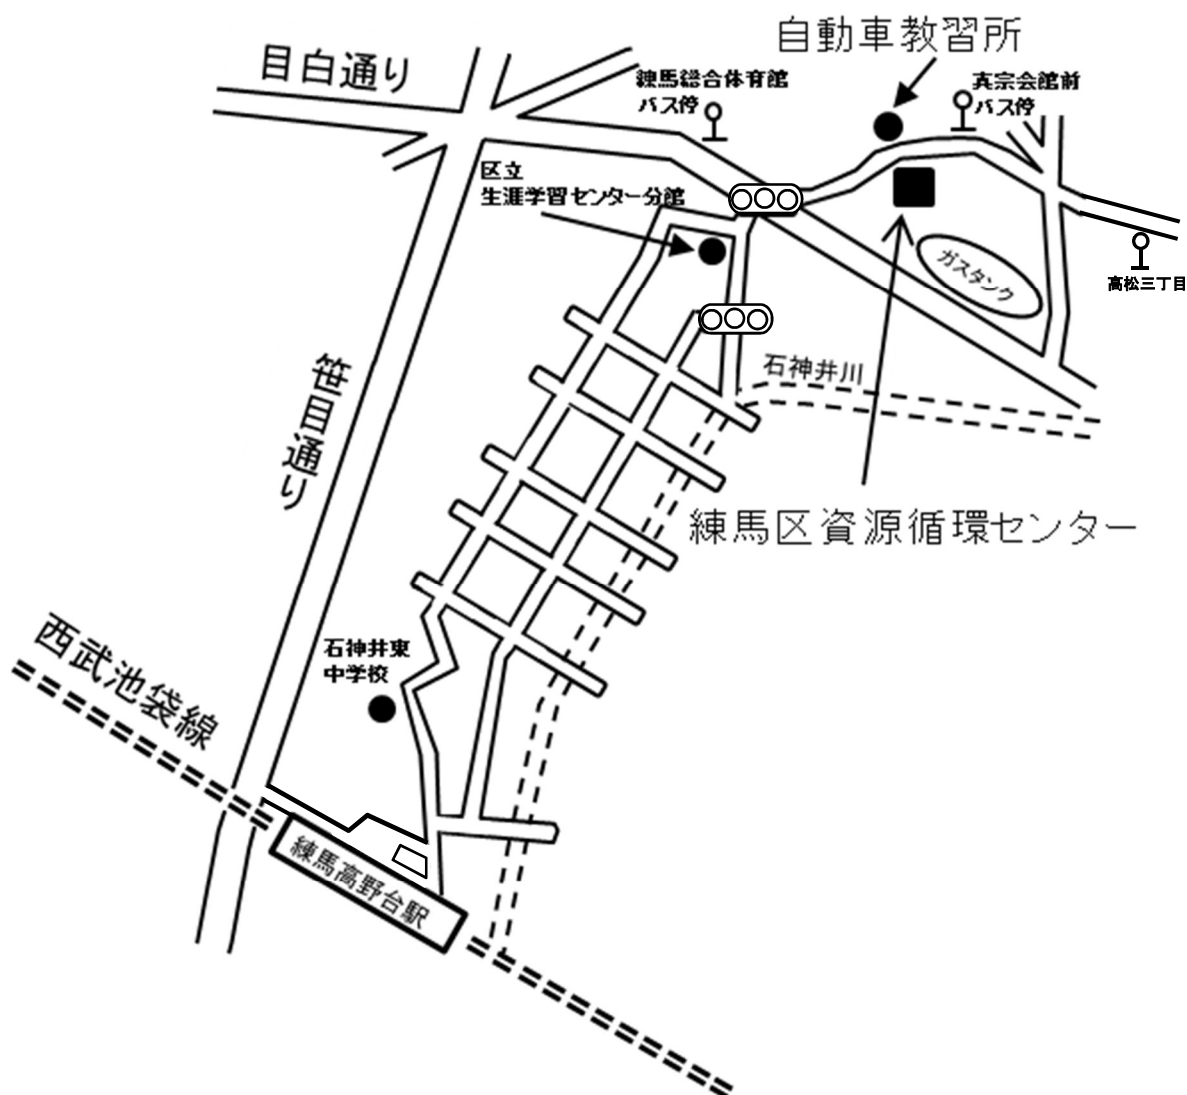 自動車教習所
目白通り
練馬総合体育館
バス停
真宗会館前
バス停
区立
生涯学習センター分館
ガスタンク
高松三丁目
笹目通り
石神井川
練馬区資源循環センター
西武池袋線
石神井東
中学校
練馬高野台駅